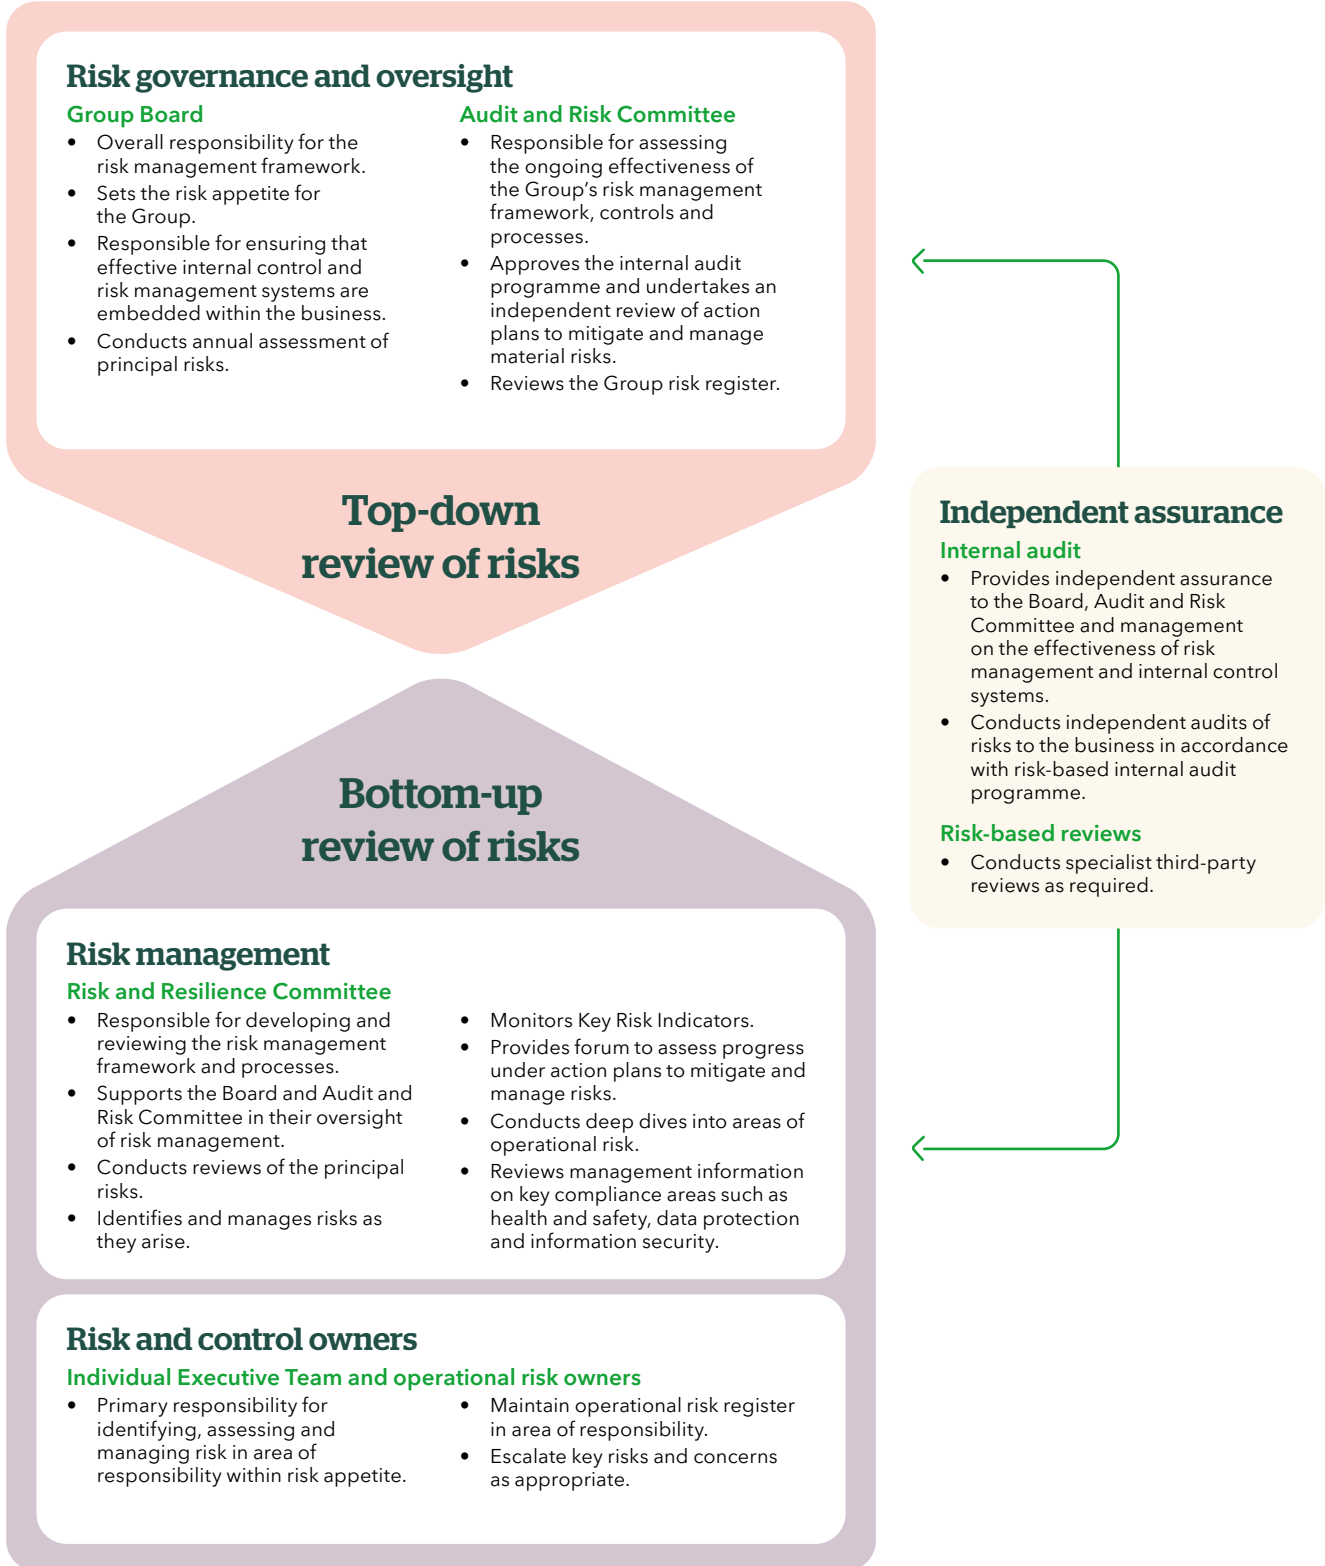 Risk governance and oversight
Group Board
• Overall responsibility for the
risk management framework.
• Sets the risk appetite for
the Group.
• Responsible for ensuring that
effective internal control and
risk management systems are
embedded within the business.
• Conducts annual assessment of
principal risks.
Audit and Risk Committee
• Responsible for assessing
the ongoing effectiveness of
the Group’s risk management
framework, controls and
processes.
• Approves the internal audit
programme and undertakes an
independent review of action
plans to mitigate and manage
material risks.
• Reviews the Group risk register.
Top-down
review of risks
Independent assurance
Internal audit
• Provides independent assurance
to the Board, Audit and Risk
Committee and management
on the effectiveness of risk
management and internal control
systems.
• Conducts independent audits of
risks to the business in accordance
with risk-based internal audit
programme.
Risk-based reviews
• Conducts specialist third-party
reviews as required.
Bottom-up
review of risks
Risk management
Risk and Resilience Committee
• Responsible for developing and
reviewing the risk management
framework and processes.
• Supports the Board and Audit and
Risk Committee in their oversight
of risk management.
• Conducts reviews of the principal
risks.
• Identifies and manages risks as
they arise.
• Monitors Key Risk Indicators.
• Provides forum to assess progress
under action plans to mitigate and
manage risks.
• Conducts deep dives into areas of
operational risk.
• Reviews management information
on key compliance areas such as
health and safety, data protection
and information security.
Risk and control owners
Individual Executive Team and operational risk owners
• Primary responsibility for
identifying, assessing and
managing risk in area of
responsibility within risk appetite.
• Maintain operational risk register
in area of responsibility.
• Escalate key risks and concerns
as appropriate.